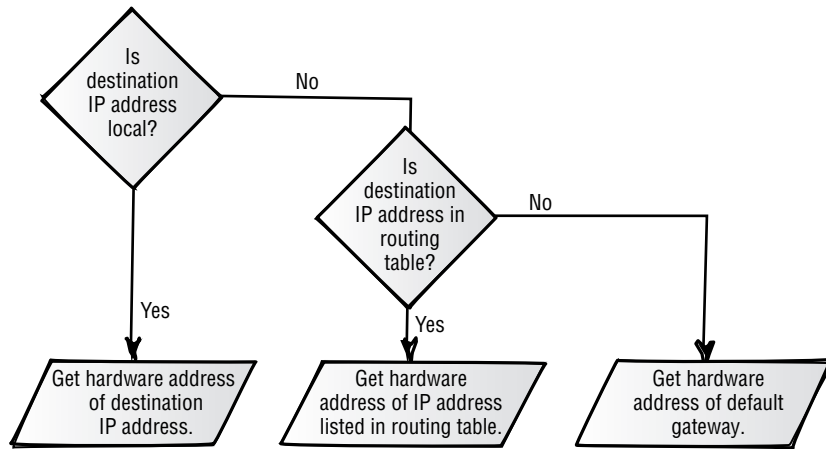 Is
destination
IP address
local?
No
Is
destination
IP address in
routing
table?
No
Yes
Yes
Get hardware address
of destination
IP address.
Get hardware
address of IP address
listed in routing table.
Get hardware
address of default
gateway.